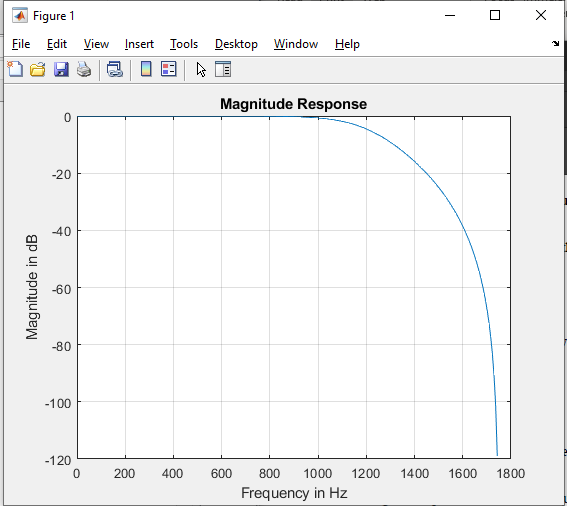 Figure 1
File Edit View Insert Tools Desktop Window Help
Magnitude Response
0
-20
-40
-60
-80
-100
-120
Magnitude in dB
0 200 400 600 800 1000 1200 1400 1600 1800
Frequency in Hz